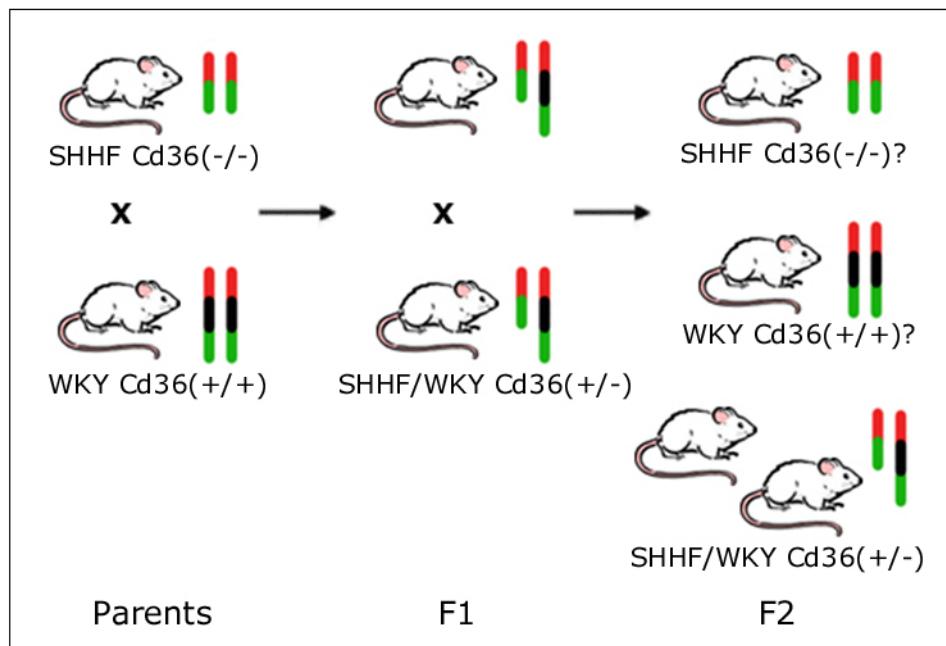 SHHF Cd36(-/-)
x
WKY Cd36(+/+)
x
SHHF/WKY Cd36(+/-)
SHHF Cd36(-/-)?
WKY Cd36(+/+)?
SHHF/WKY Cd36(+/-)
Parents
F1
F2